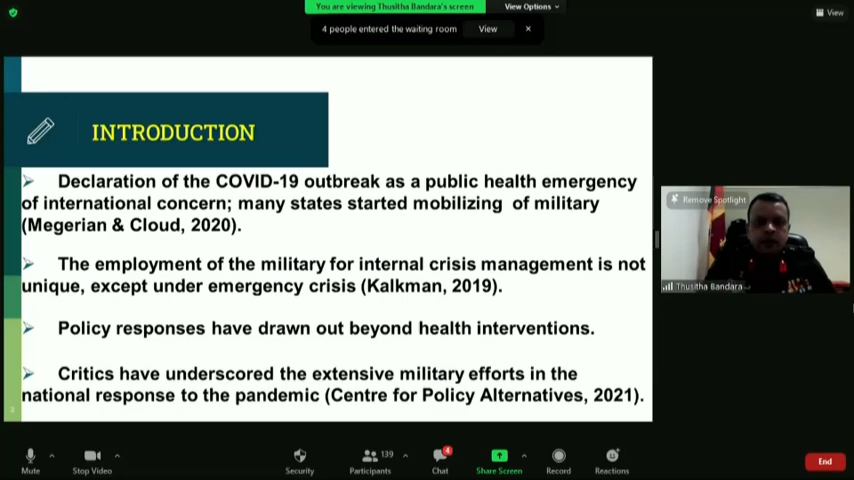 You are viewing Thusitha Bandara's screen
View Options
View
4 people entered the waiting room
View
INTRODUCTION
Declaration of the COVID-19 outbreak as a public health emergency
of international concern; many states started mobilizing of military
(Megerian & Cloud, 2020).
The employment of the military for internal crisis management is not
unique, except under emergency crisis (Kalkman, 2019).
Policy responses have drawn out beyond health interventions.
Critics have underscored the extensive military efforts in the
national response to the pandemic (Centre for Policy Alternatives, 2021).
3
Remove Spotlight
Thusitha Bandara
Mute
Stop Video
Security
139
Participants
4
Chat
Share Screen
Record
Reactions
End